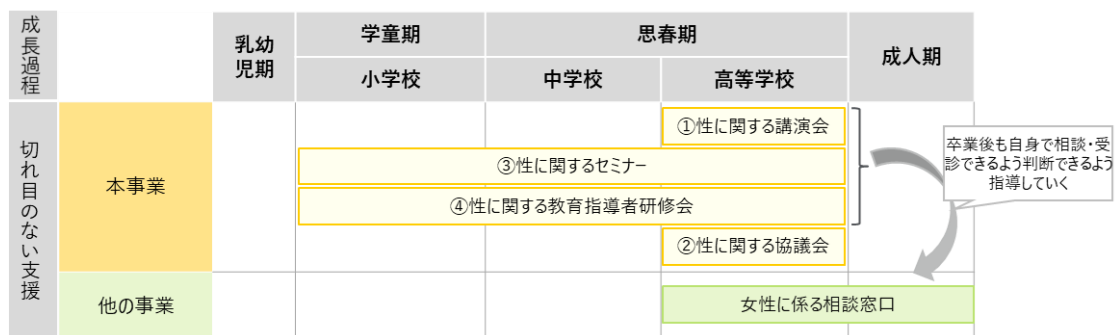 成長過程
乳幼
児期
学童期
思春期
成人期
小学校
中学校
高等学校
切れ目のない支援
本事業
①性に関する講演会
③性に関するセミナー
④性に関する教育指導者研修会
②性に関する協議会
卒業後も自身で相談・受
診できるよう判断できるよう
指導していく
他の事業
女性に係る相談窓口